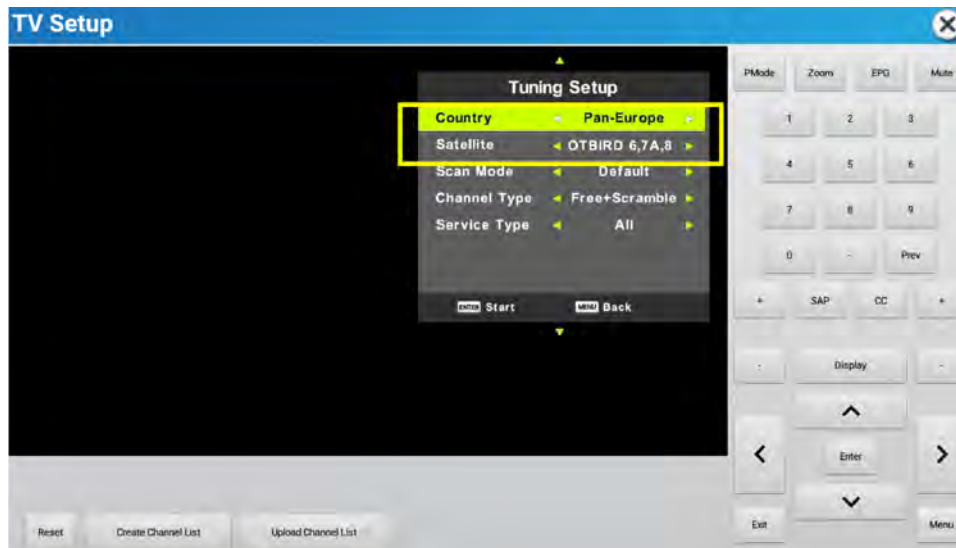 TV Setup
Tuning Setup
Country Pan-Europe
Satellite OTBIRD 6,7A,8
Scan Mode Default
Channel Type Free+Scramble
Service Type All
ENTER Start MENU Back
PMode Zoom EPG Mute
1 2 3
4 5 6
7 8 9
0 - Prev
+ SAP CC +
- Display -
Enter
Exit Menu
Reset Create Channel List Upload Channel List